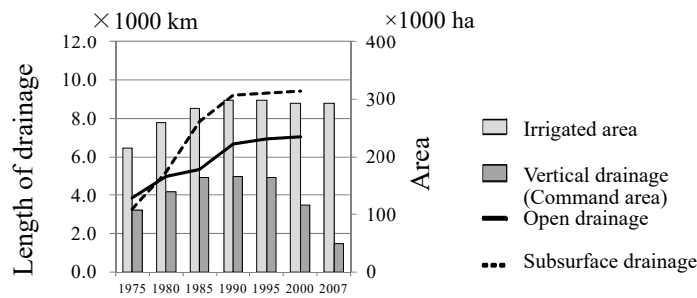 ×1000 km
×1000 ha
12.0
10.0
8.0
6.0
4.0
2.0
0.0
Length of drainage
400
300
200
100
0
Area
1975 1980 1985 1990 1995 2000 2007
Irrigated area
Vertical drainage
(Command area)
Open drainage
Subsurface drainage